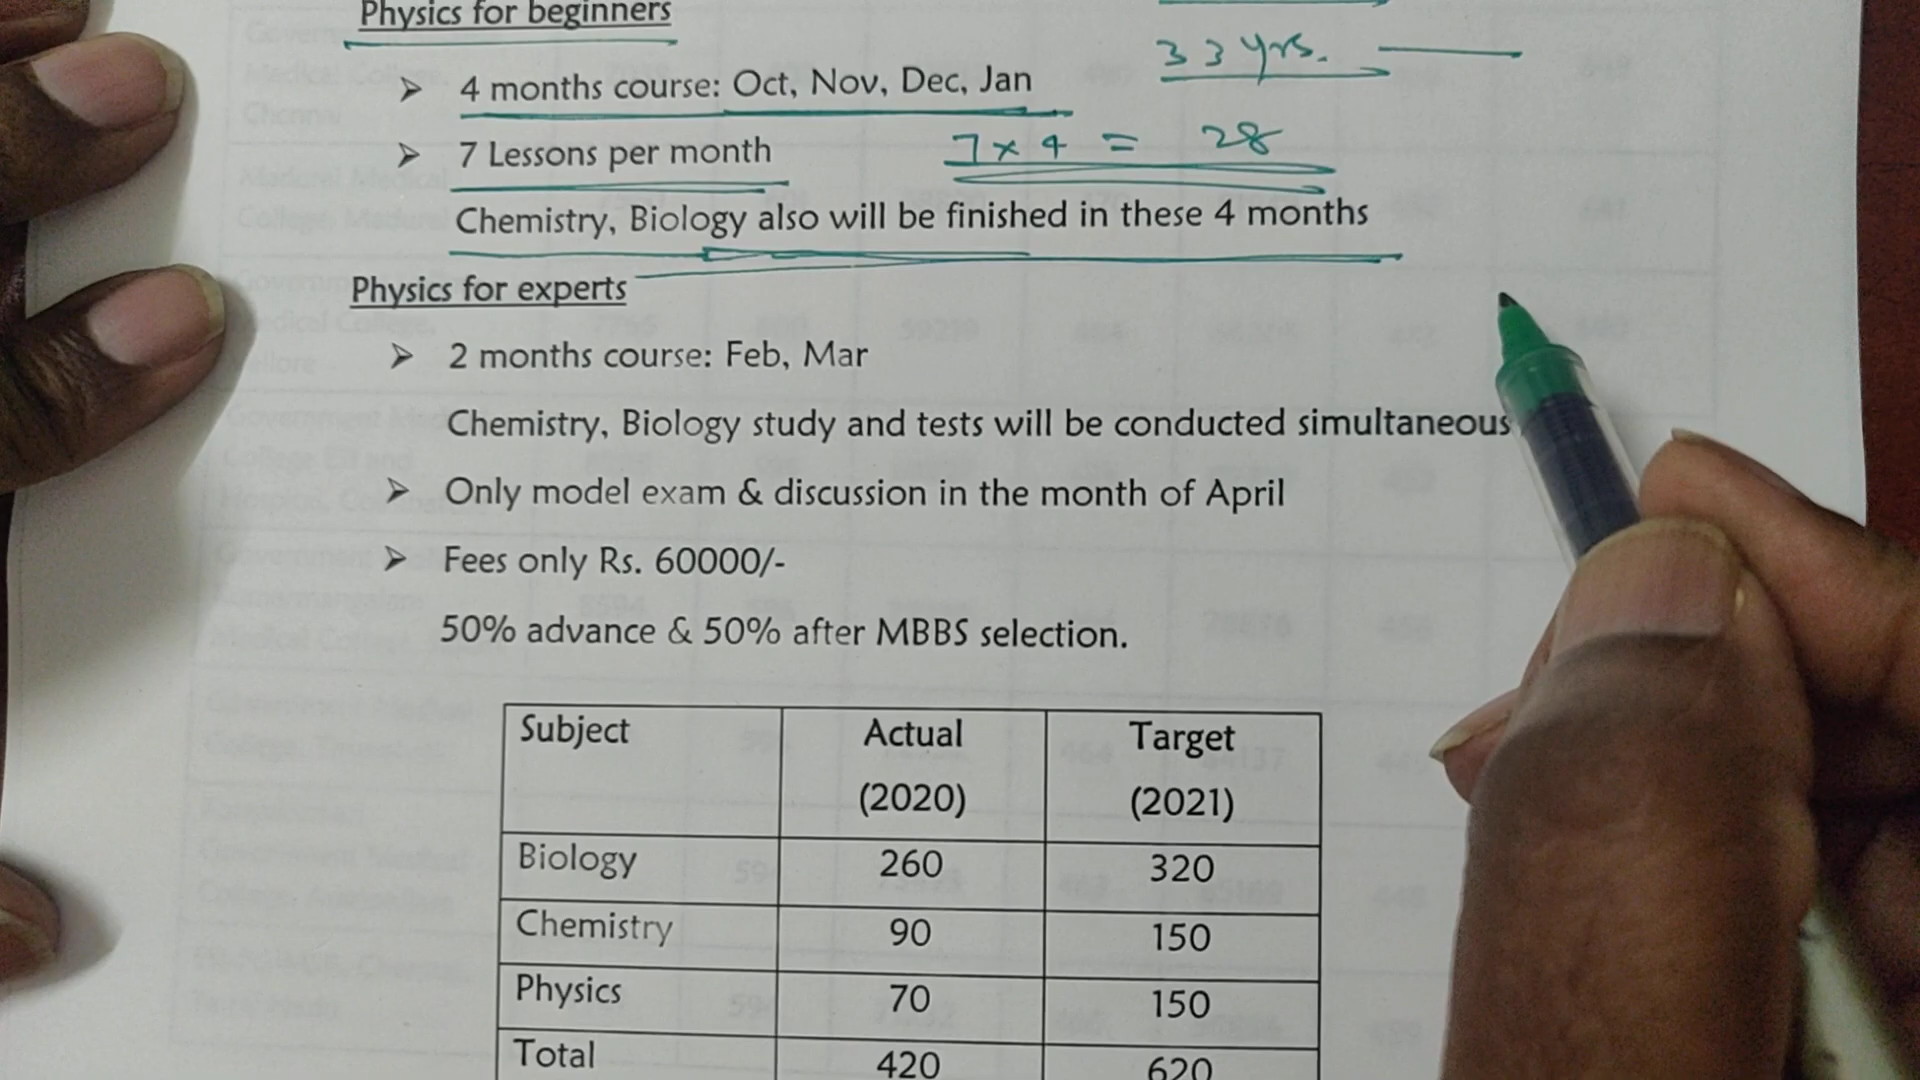 Physics for beginners
33 yrs.
➤ 4 months course: Oct, Nov, Dec, Jan
➤ 7 Lessons per month 7 x 4 = 28
Chemistry, Biology also will be finished in these 4 months
Physics for experts
➤ 2 months course: Feb, Mar
Chemistry, Biology study and tests will be conducted simultaneous
➤ Only model exam & discussion in the month of April
➤ Fees only Rs. 60000/-
50% advance & 50% after MBBS selection.
Subject Actual (2020) Target (2021)
Biology 260 320
Chemistry 90 150
Physics 70 150
Total 420 620